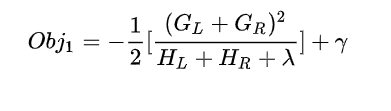 $Obj_1 = -\frac{1}{2}[\frac{(G_L + G_R)^2}{H_L + H_R + \lambda}] + \gamma$